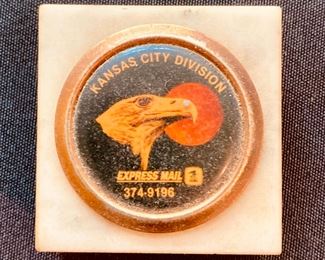 KANSAS CITY DIVISION
EXPRESS MAIL
374-9196